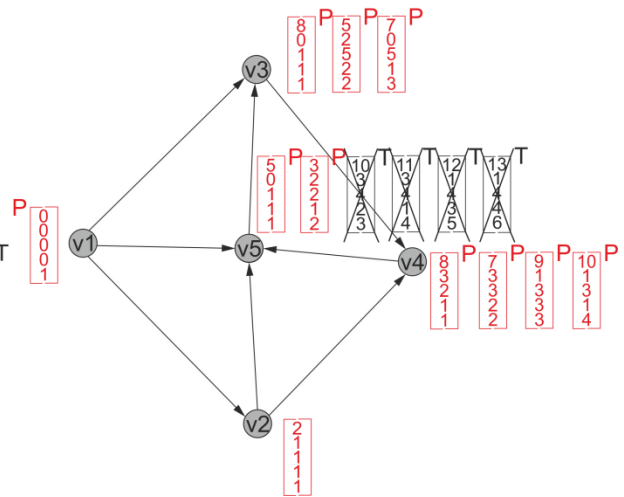 8 P 5 P 7 P
0 2 0
1 5 5
1 2 1
1 2 3
v3
5 P 3 P 10 T 11 T 12 T 13 T
0 2 3 3 1 1
1 2 4 4 4 4
1 1 2 1 3 4
1 2 3 4 5 6
P
0
0
0
0
1
T
v1
v5
v4
8 P 7 P 9 P 10 P
3 3 1 1
2 3 3 3
1 2 3 1
1 2 3 4
v2
2
1
1
1
1